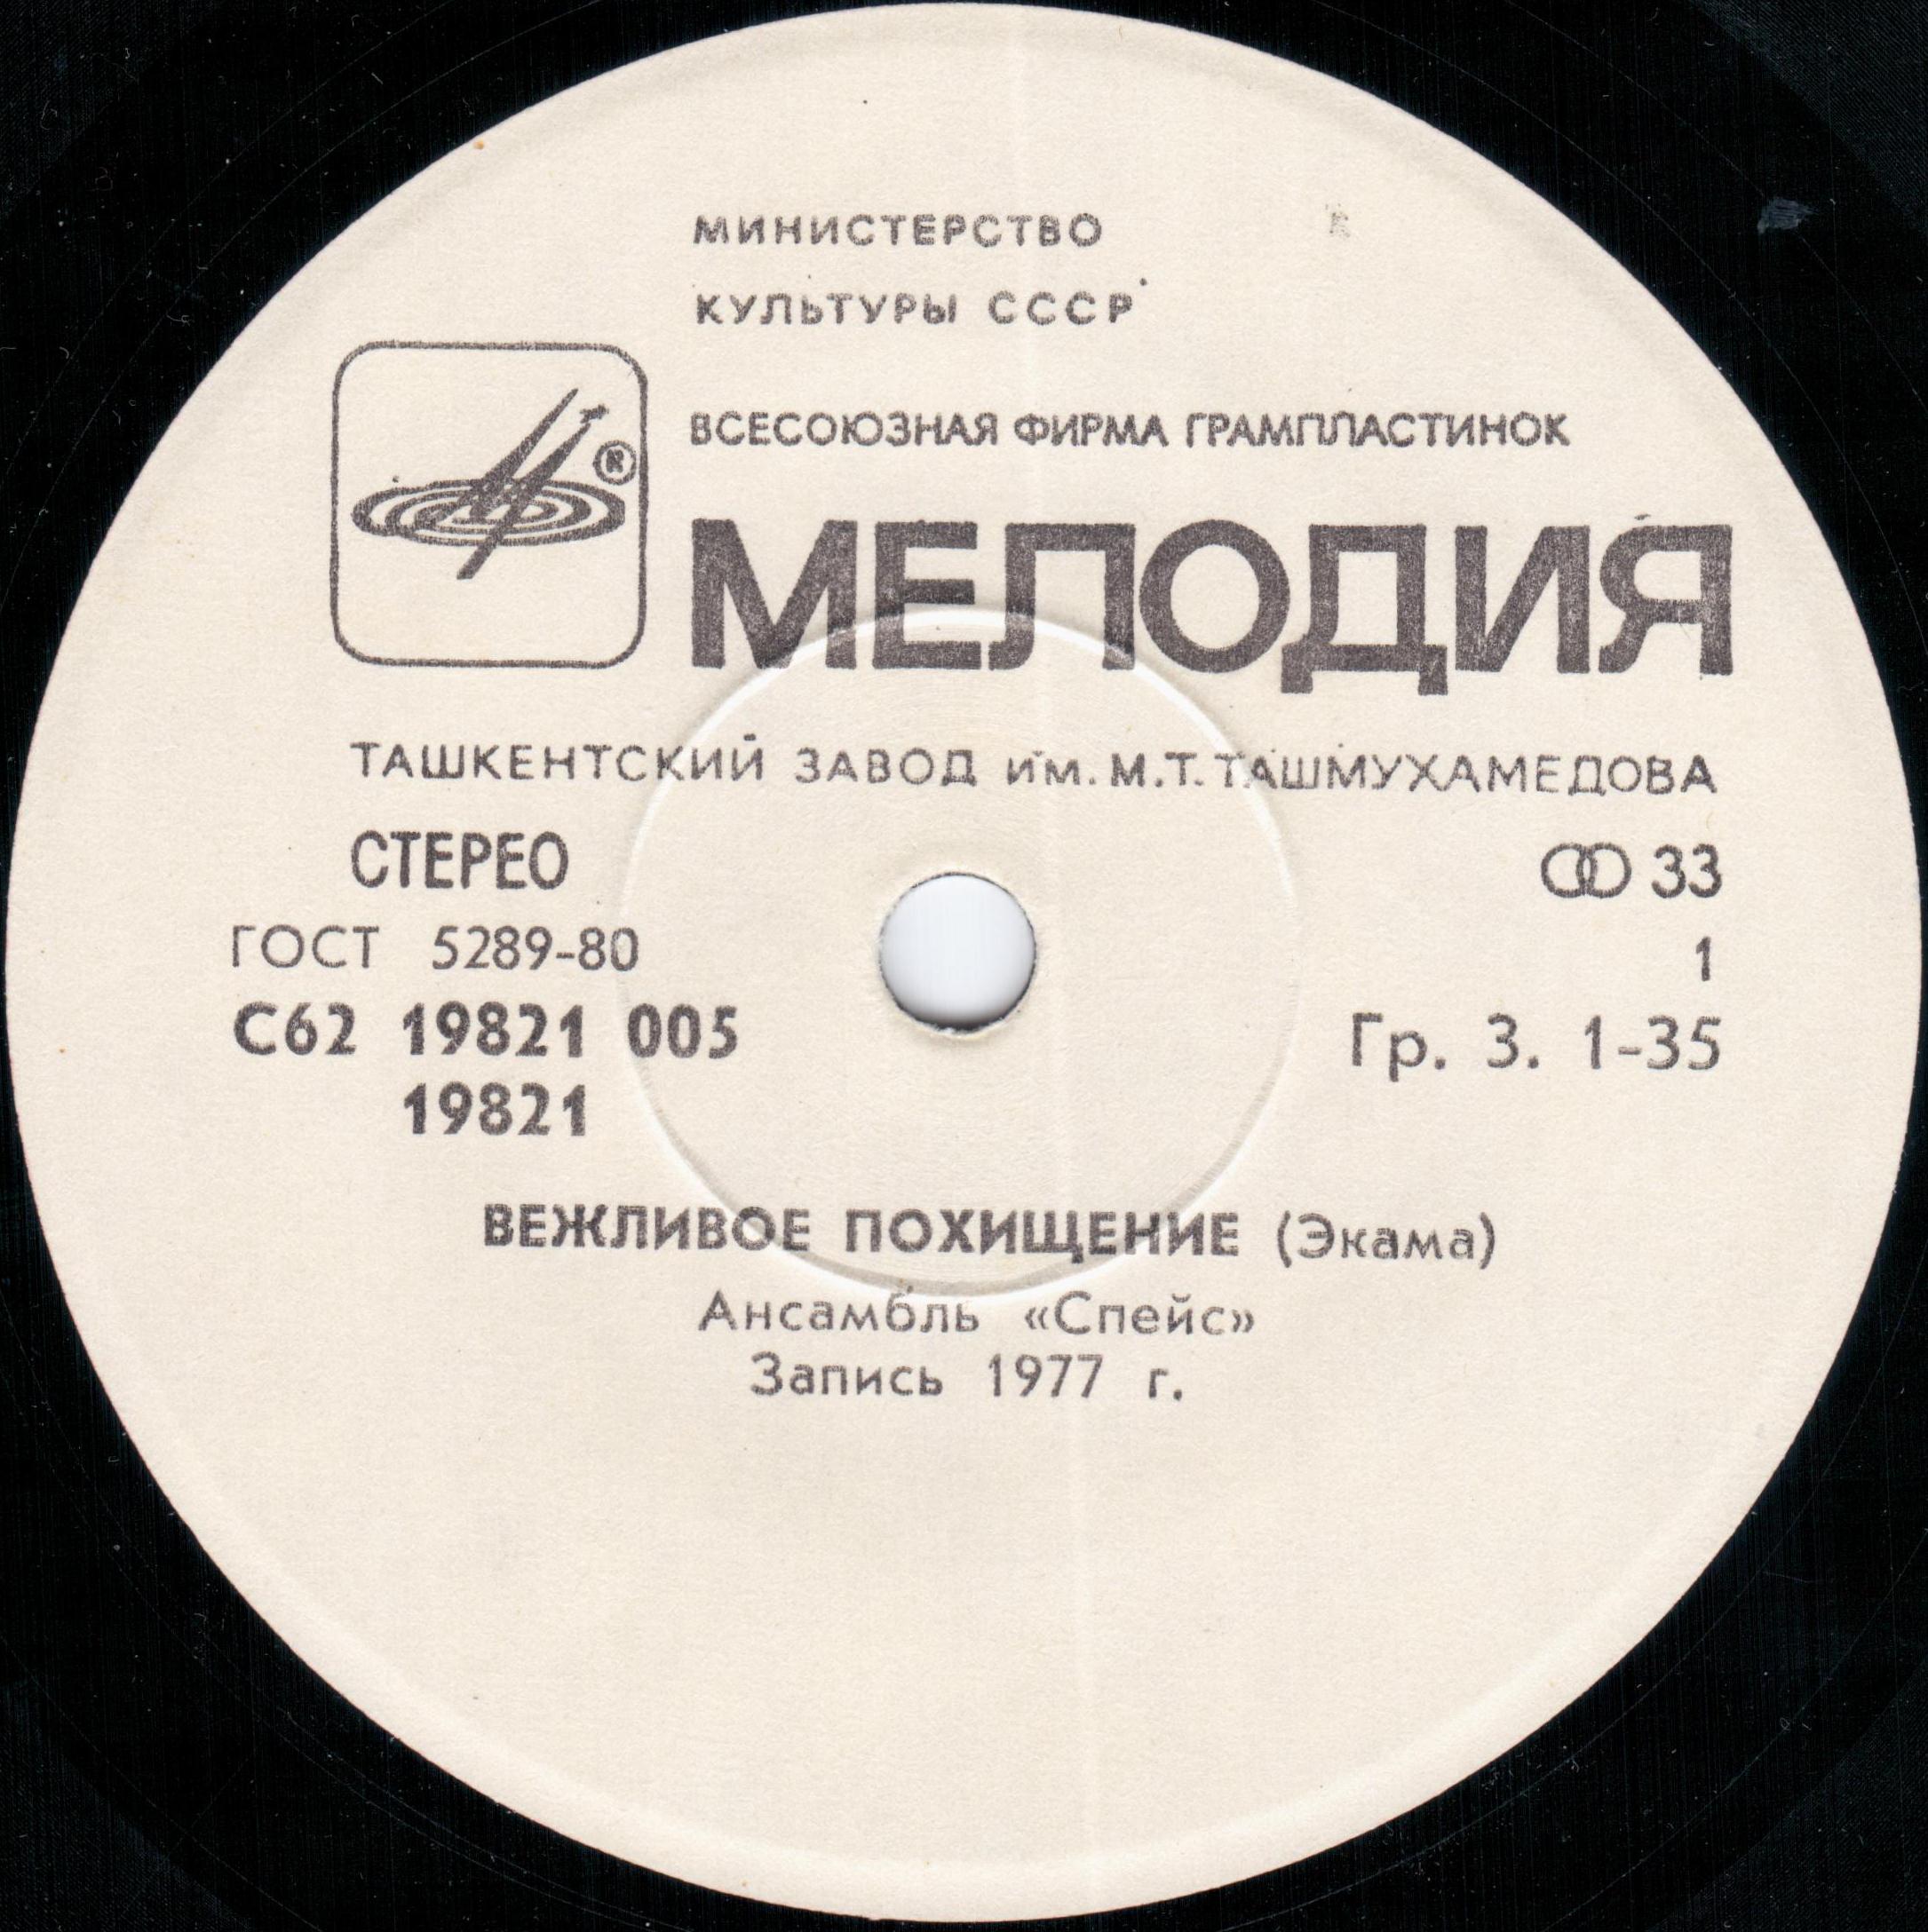 МИНИСТЕРСТВО
КУЛЬТУРЫ СССР
ВСЕСОЮЗНАЯ ФИРМА ГРАМПЛАСТИНОК
®
МЕЛОДИЯ
ТАШКЕНТСКИЙ ЗАВОД им. М.Т. ТАШМУХАМЕДОВА
СТЕРЕО
33
ГОСТ 5289-80
1
С62 19821 005
Гр. 3. 1-35
19821
ВЕЖЛИВОЕ ПОХИЩЕНИЕ (Экама)
Ансамбль «Спейс»
Запись 1977 г.